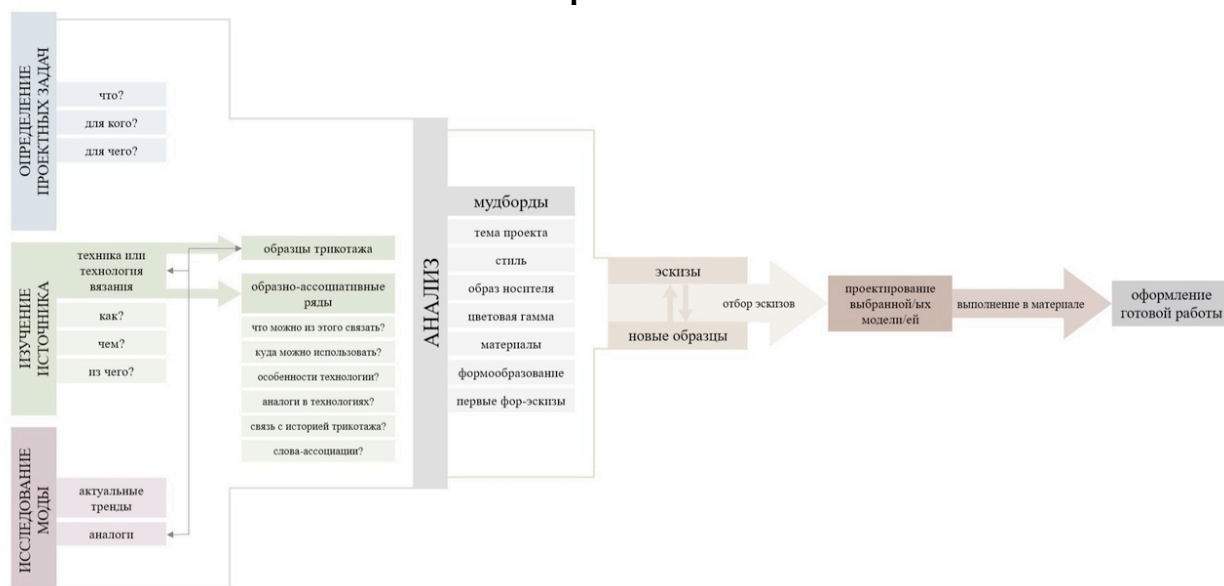 ОПРЕДЕЛЕНИЕ
ПРОЕКТНЫХ ЗАДАЧ
что?
для кого?
для чего?
ИЗУЧЕНИЕ
ИСТОЧНИКА
техника или
технология
вязания
как?
чем?
из чего?
ИССЛЕДОВАНИЕ
МОДЫ
актуальные
тренды
аналоги
образцы трикотажа
образно-ассоциативные
ряды
что можно из этого связать?
куда можно использовать?
особенности технологии?
аналоги в технологиях?
связь с историей трикотажа?
слова-ассоциации?
АНАЛИЗ
мудборды
тема проекта
стиль
образ носителя
цветовая гамма
материалы
формообразование
первые фор-эскизы
эскизы
новые образцы
отбор эскизов
проектирование
выбранной/ых
модели/ей
выполнение в материале
оформление
готовой работы